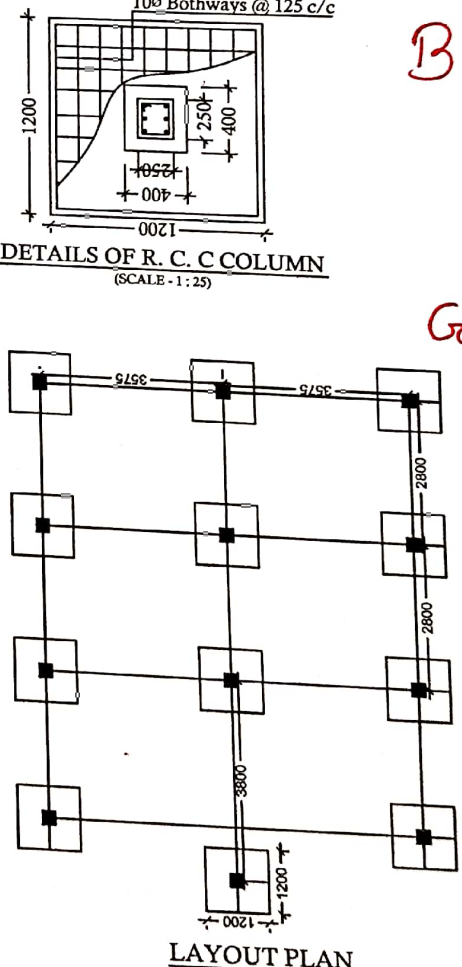 10ø Bothways @ 125 c/c
B
1200
250
400
250
400
1200
DETAILS OF R. C. C COLUMN
(SCALE - 1 : 25)
3575
3575
2800
2800
3800
1200
1200
LAYOUT PLAN